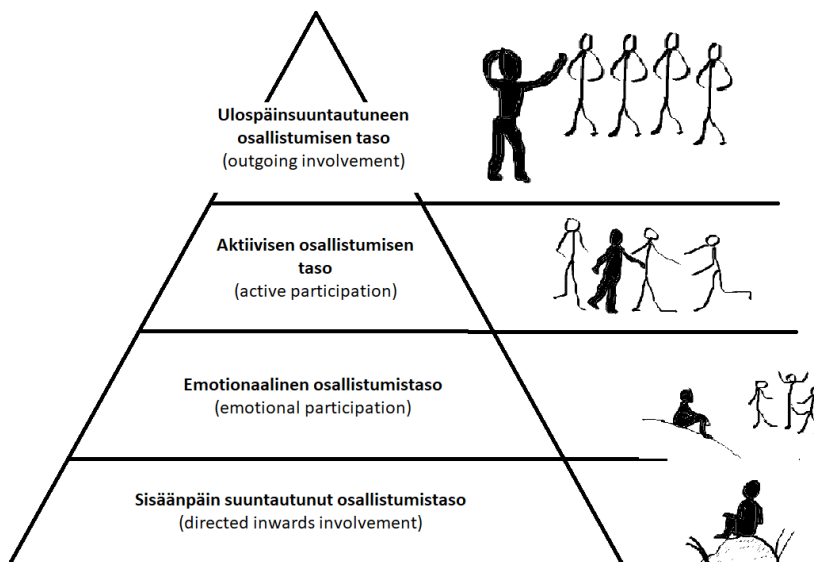 Ulospäinsuuntautuneen
osallistumisen taso
(outgoing involvement)
Aktiivisen osallistumisen
taso
(active participation)
Emotionaalinen osallistumistaso
(emotional participation)
Sisäänpäin suuntautunut osallistumistaso
(directed inwards involvement)